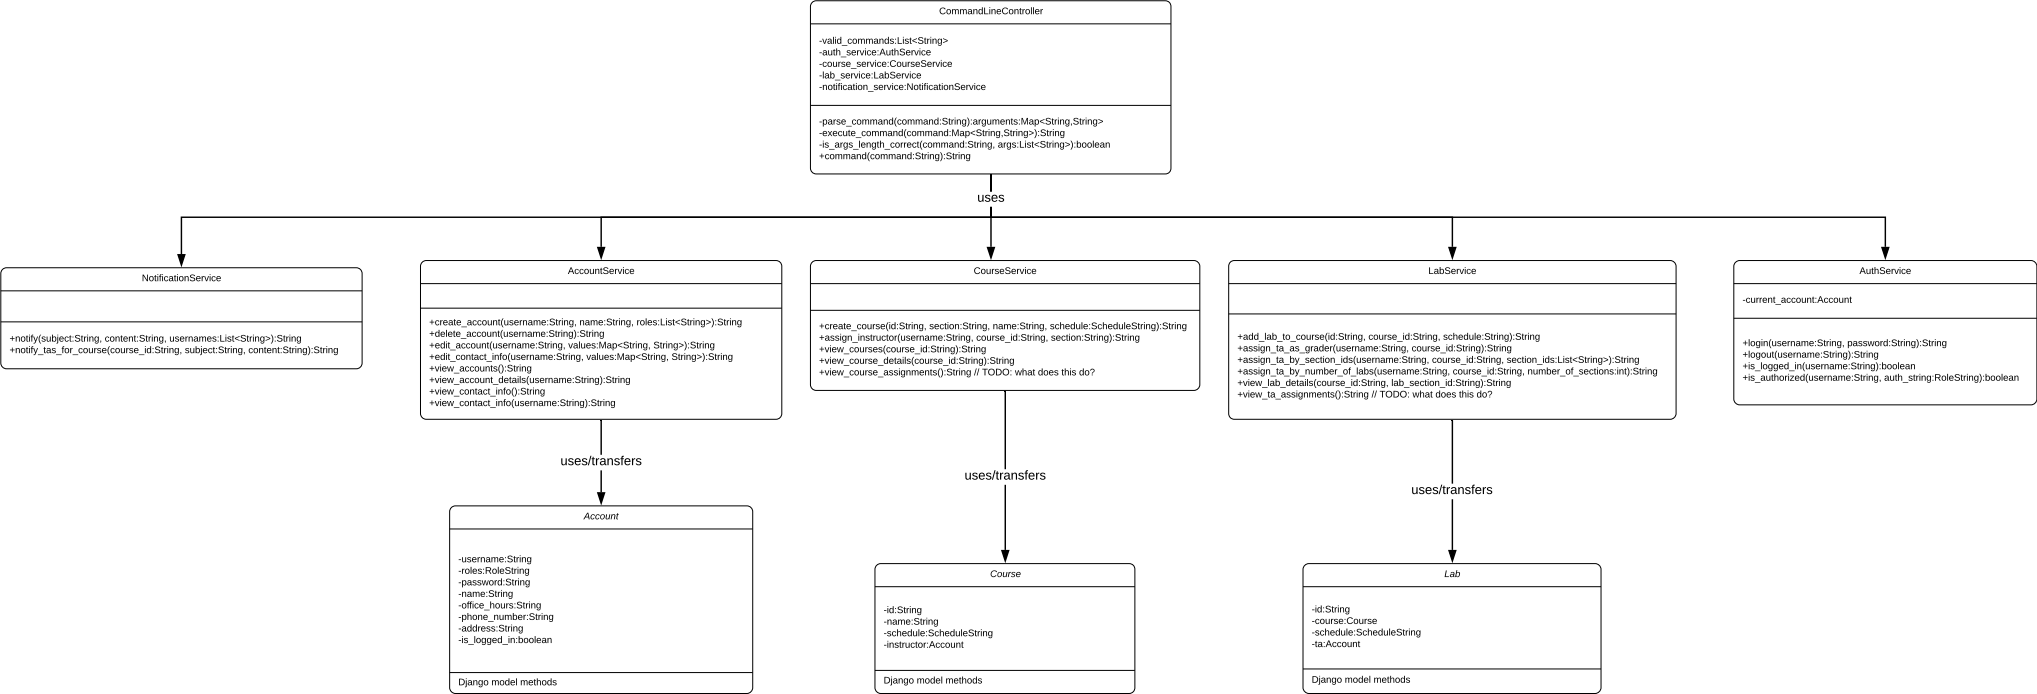 CommandLineController
-valid_commands:List<String>
-auth_service:AuthService
-course_service:CourseService
-lab_service:LabService
-notification_service:NotificationService
-parse_command(command:String):arguments:Map<String,String>
-execute_command(command:Map<String,String>):String
-is_args_length_correct(command:String, args:List<String>):boolean
+command(command:String):String
uses
NotificationService
+notify(subject:String, content:String, usernames:List<String>):String
+notify_tas_for_course(course_id:String, subject:String, content:String):String
AccountService
+create_account(username:String, name:String, roles:List<String>):String
+delete_account(username:String):String
+edit_account(username:String, values:Map<String, String>):String
+edit_contact_info(username:String, values:Map<String, String>):String
+view_accounts():String
+view_account_details(username:String):String
+view_contact_info():String
+view_contact_info(username:String):String
CourseService
+create_course(id:String, section:String, name:String, schedule:ScheduleString):String
+assign_instructor(username:String, course_id:String, section:String):String
+view_courses(course_id:String):String
+view_course_details(course_id:String):String
+view_course_assignments():String // TODO: what does this do?
LabService
+add_lab_to_course(id:String, course_id:String, schedule:String):String
+assign_ta_as_grader(username:String, course_id:String):String
+assign_ta_by_section_ids(username:String, course_id:String, section_ids:List<String>):String
+assign_ta_by_number_of_labs(username:String, course_id:String, number_of_sections:int):String
+view_lab_details(course_id:String, lab_section_id:String):String
+view_ta_assignments():String // TODO: what does this do?
AuthService
-current_account:Account
+login(username:String, password:String):String
+logout(username:String):String
+is_logged_in(username:String):boolean
+is_authorized(username:String, auth_string:RoleString):boolean
uses/transfers
uses/transfers
uses/transfers
Account
-username:String
-roles:RoleString
-password:String
-name:String
-office_hours:String
-phone_number:String
-address:String
-is_logged_in:boolean
Django model methods
Course
-id:String
-name:String
-schedule:ScheduleString
-instructor:Account
Django model methods
Lab
-id:String
-course:Course
-schedule:ScheduleString
-ta:Account
Django model methods